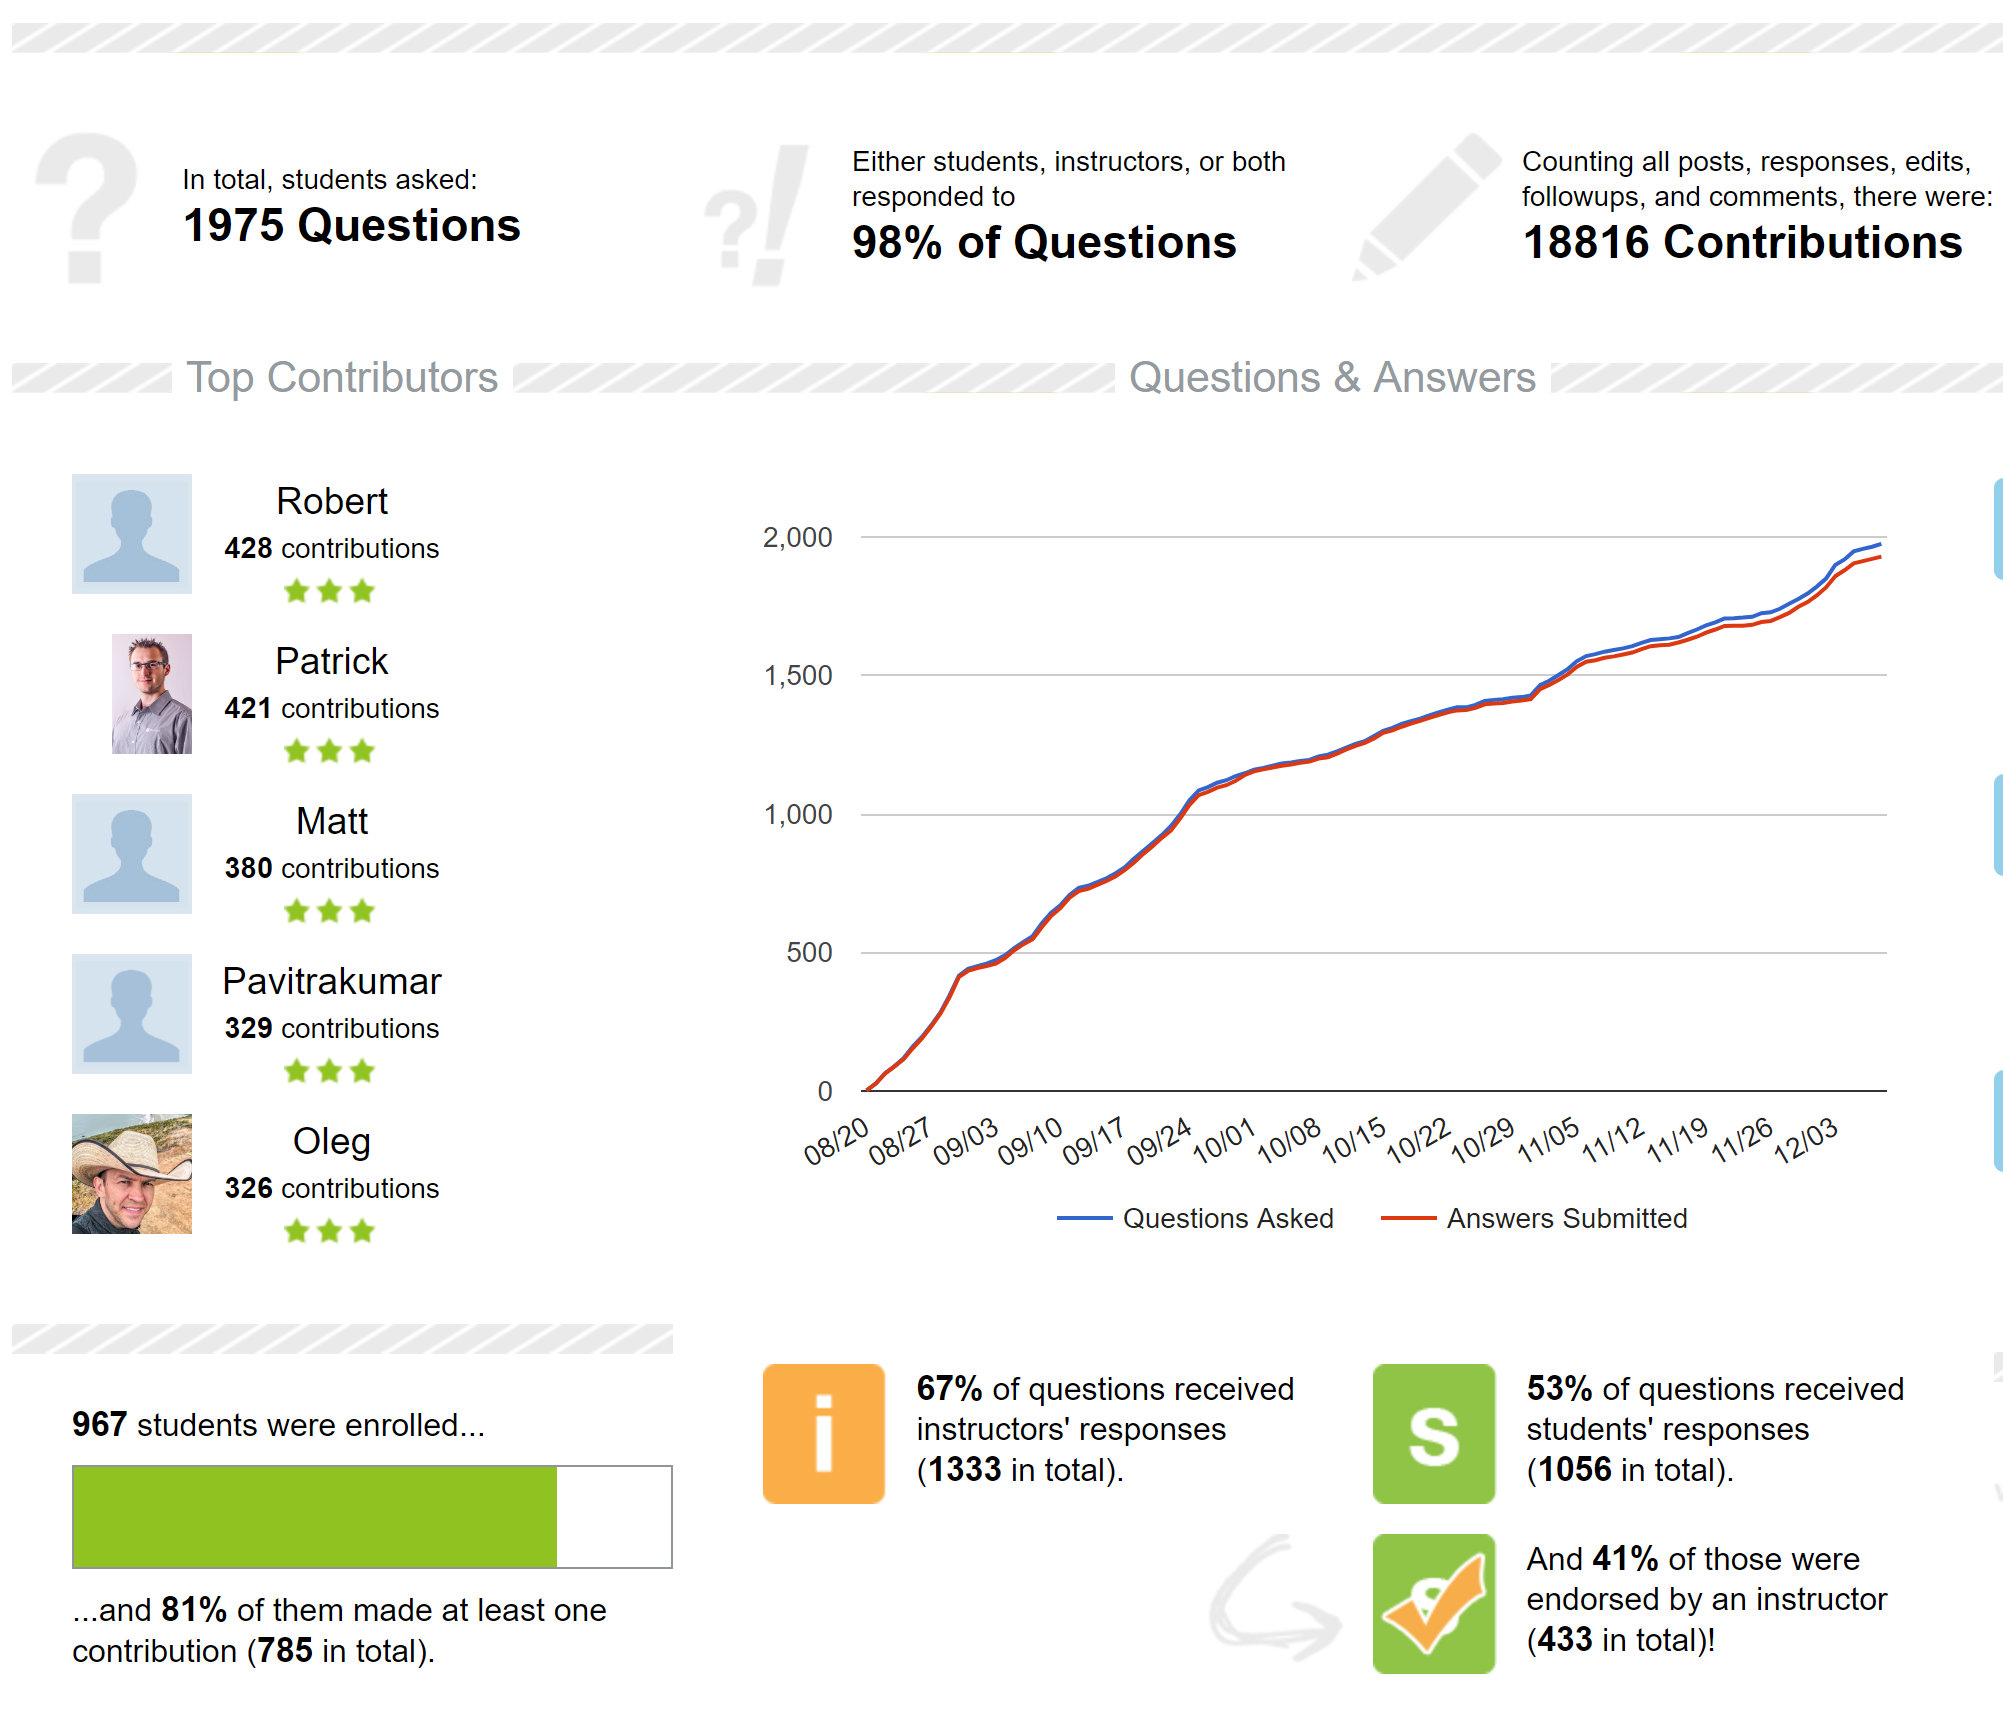 In total, students asked:
1975 Questions
Either students, instructors, or both
responded to
98% of Questions
Counting all posts, responses, edits,
followups, and comments, there were:
18816 Contributions
Top Contributors
Questions & Answers
Robert
428 contributions
Patrick
421 contributions
Matt
380 contributions
Pavitrakumar
329 contributions
Oleg
326 contributions
2,000
1,500
1,000
500
0
08/20 08/27 09/03 09/10 09/17 09/24 10/01 10/08 10/15 10/22 10/29 11/05 11/12 11/19 11/26 12/03
Questions Asked Answers Submitted
967 students were enrolled...
...and 81% of them made at least one
contribution (785 in total).
i
67% of questions received
instructors' responses
(1333 in total).
s
53% of questions received
students' responses
(1056 in total).
s
And 41% of those were
endorsed by an instructor
(433 in total)!